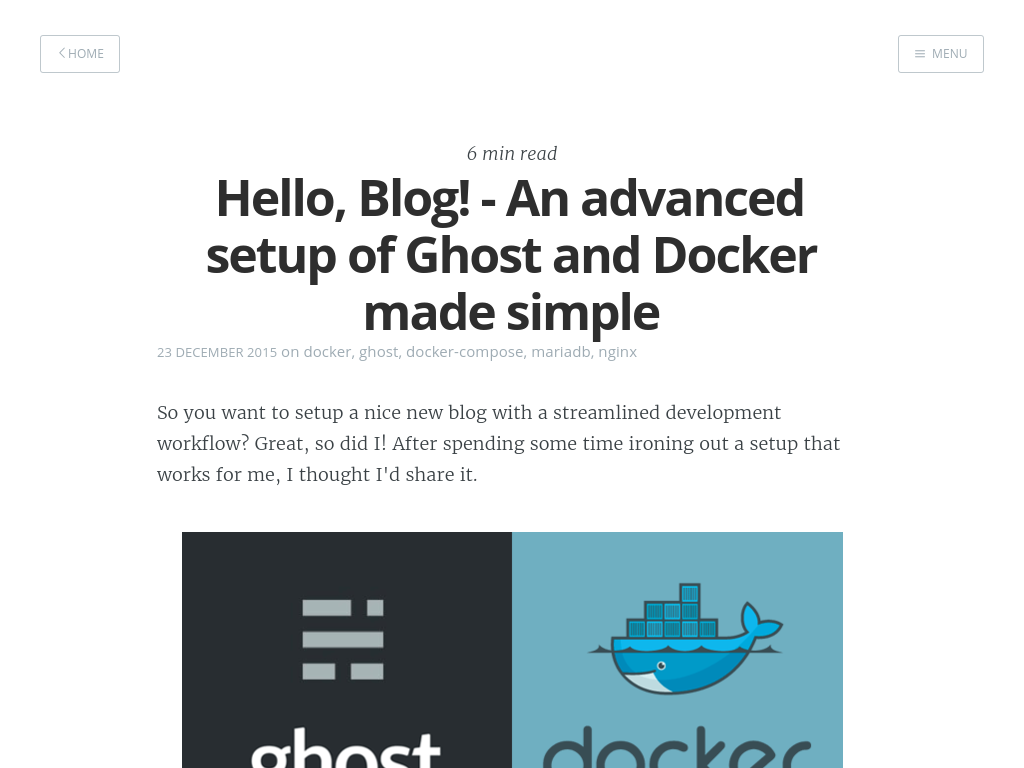 HOME
MENU
6 min read
Hello, Blog! - An advanced
setup of Ghost and Docker
made simple
23 DECEMBER 2015 on docker, ghost, docker-compose, mariadb, nginx
So you want to setup a nice new blog with a streamlined development
workflow? Great, so did I! After spending some time ironing out a setup that
works for me, I thought I'd share it.
ghost
docker